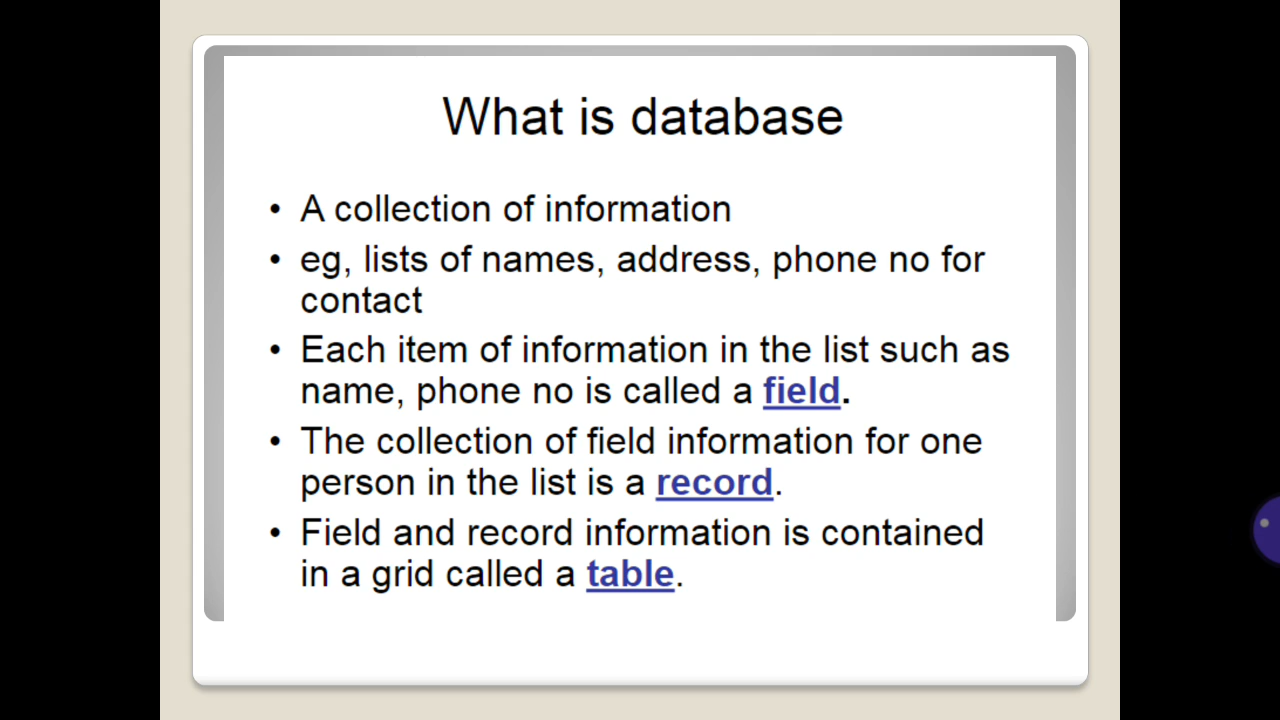 What is database
• A collection of information
• eg, lists of names, address, phone no for
contact
• Each item of information in the list such as
name, phone no is called a field.
• The collection of field information for one
person in the list is a record.
• Field and record information is contained
in a grid called a table.